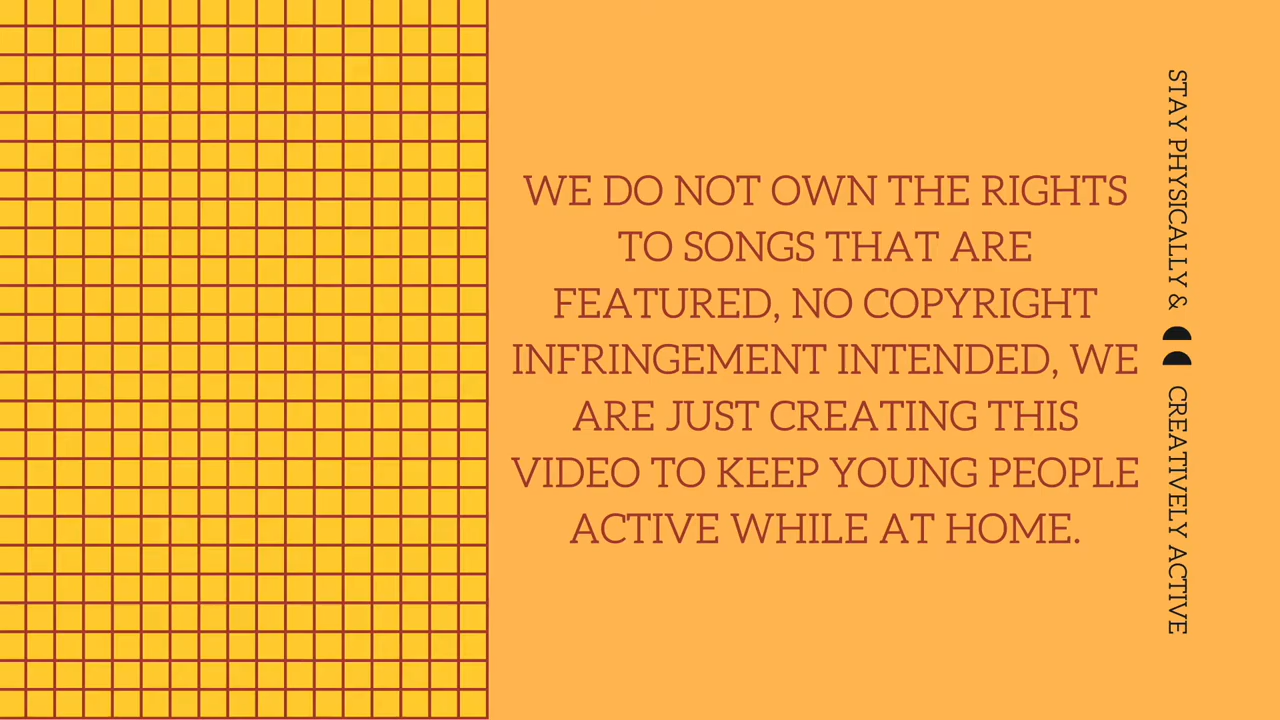 WE DO NOT OWN THE RIGHTS
TO SONGS THAT ARE
FEATURED, NO COPYRIGHT
INFRINGEMENT INTENDED, WE
ARE JUST CREATING THIS
VIDEO TO KEEP YOUNG PEOPLE
ACTIVE WHILE AT HOME.
STAY PHYSICALLY & CREATIVELY ACTIVE